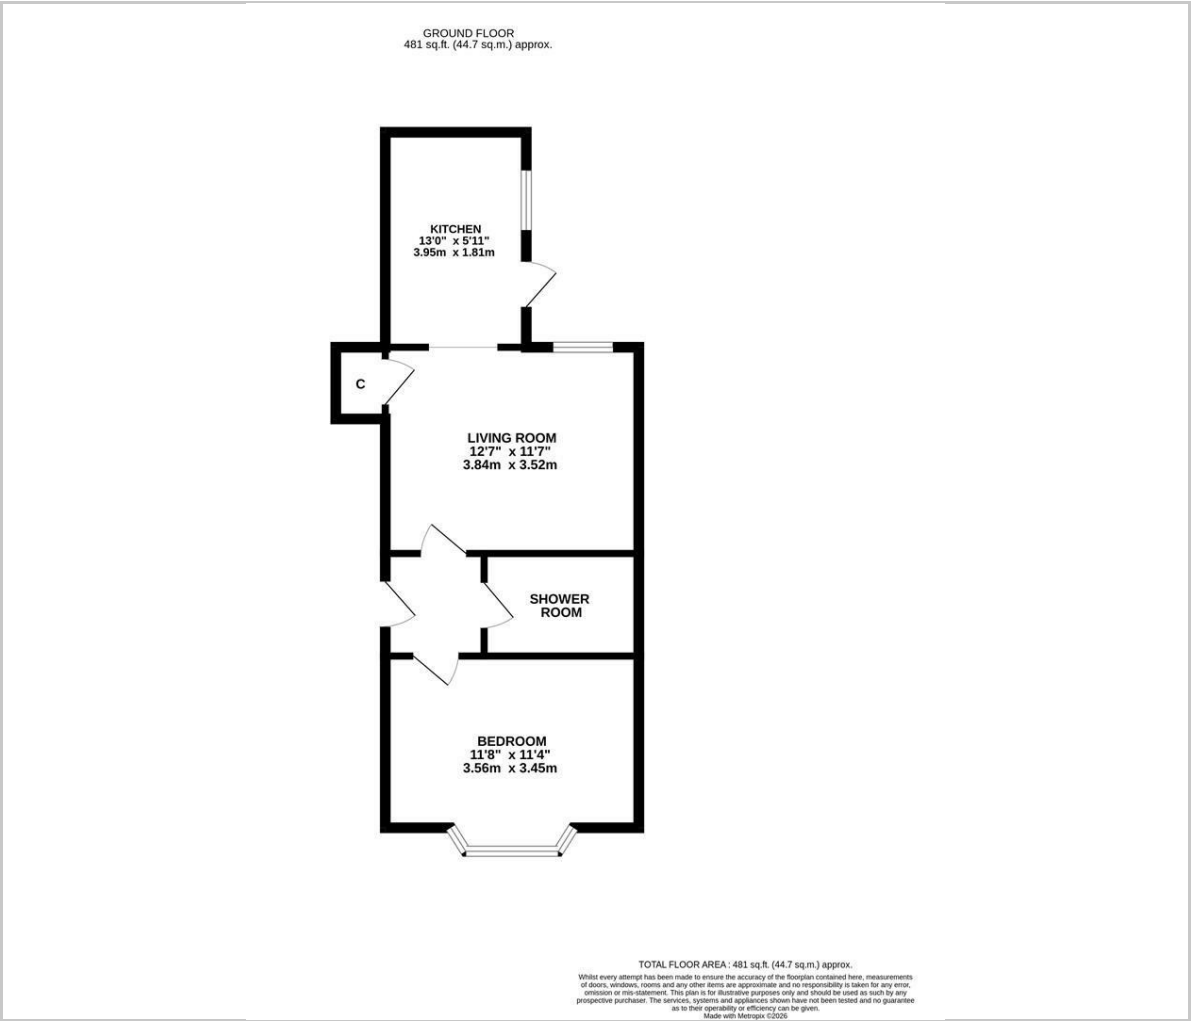 GROUND FLOOR
481 sq.ft. (44.7 sq.m.) approx.
KITCHEN
13'0" x 5'11"
3.95m x 1.81m
C
LIVING ROOM
12'7" x 11'7"
3.84m x 3.52m
SHOWER
ROOM
BEDROOM
11'8" x 11'4"
3.56m x 3.45m
TOTAL FLOOR AREA : 481 sq.ft. (44.7 sq.m.) approx.
Whilst every attempt has been made to ensure the accuracy of the floorplan contained here, measurements
of doors, windows, rooms and any other items are approximate and no responsibility is taken for any error,
omission or mis-statement. This plan is for illustrative purposes only and should be used as such by any
prospective purchaser. The services, systems and appliances shown have not been tested and no guarantee
as to their operability or efficiency can be given.
Made with Metropix ©2026